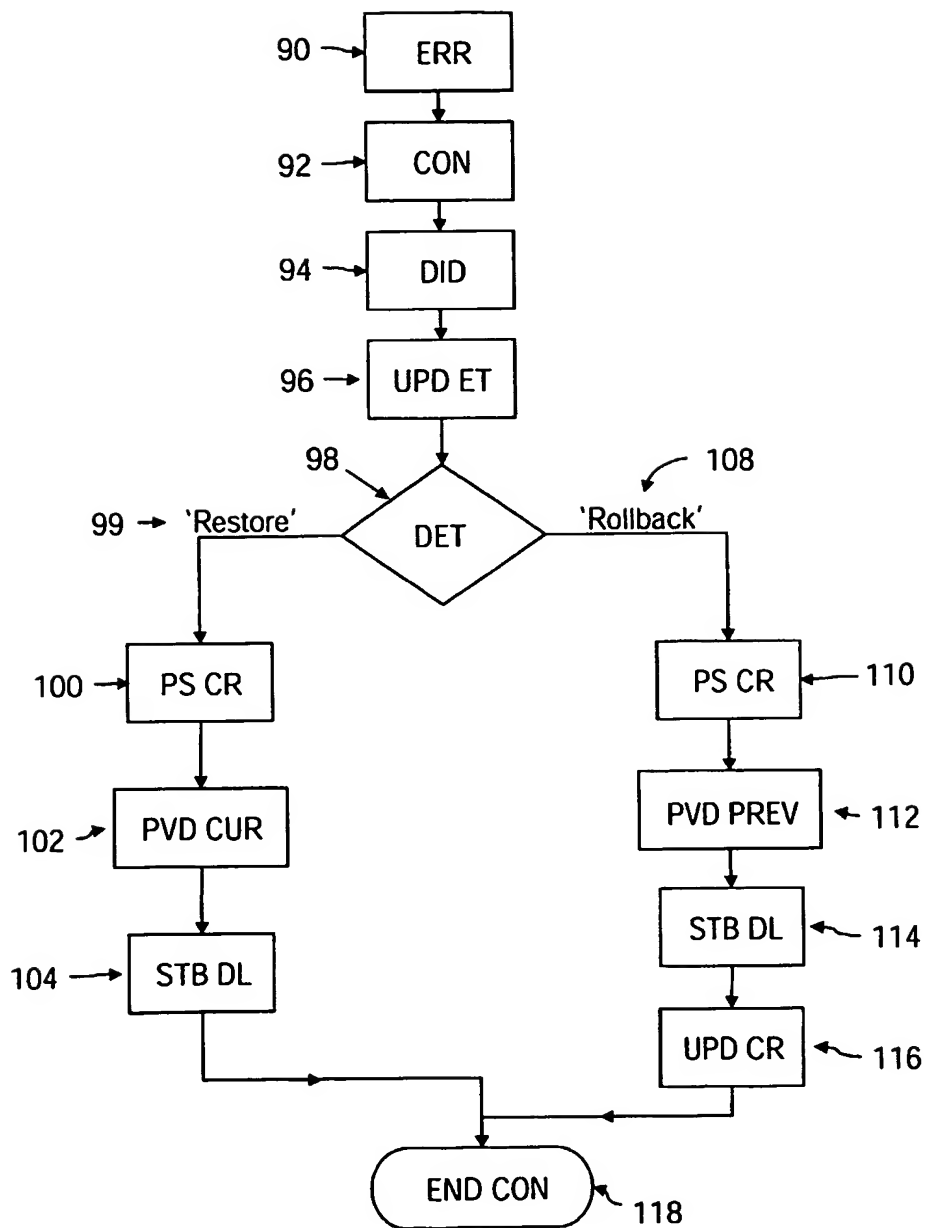 90
ERR
92
CON
94
DID
96
UPD ET
98
108
99
'Restore'
DET
'Rollback'
100
PS CR
PS CR
110
102
PVD CUR
PVD PREV
112
104
STB DL
STB DL
114
UPD CR
116
END CON
118